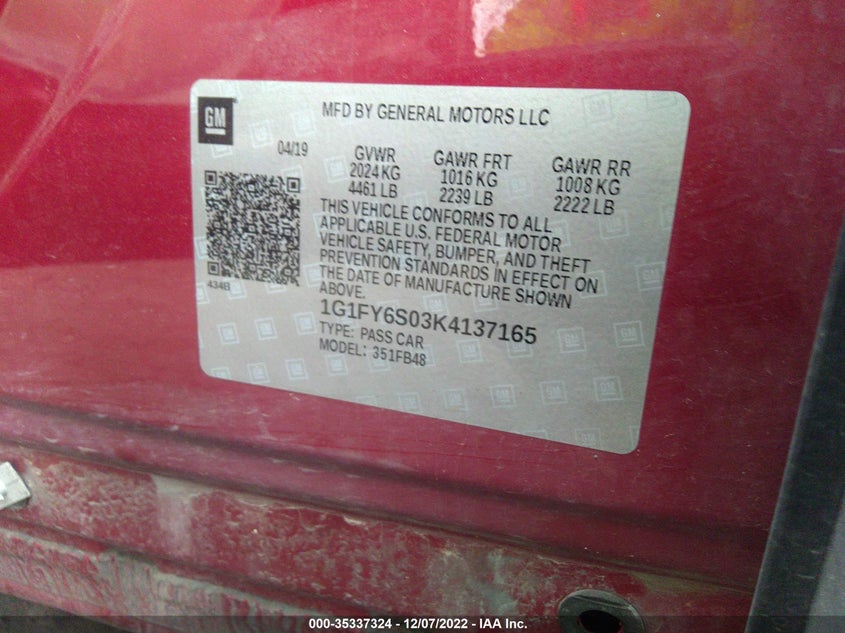 GM
MFD BY GENERAL MOTORS LLC
04/19
GVWR
2024 KG
4461 LB
GAWR FRT
1016 KG
2239 LB
GAWR RR
1008 KG
2222 LB
THIS VEHICLE CONFORMS TO ALL
APPLICABLE U.S. FEDERAL MOTOR
VEHICLE SAFETY, BUMPER, AND THEFT
PREVENTION STANDARDS IN EFFECT ON
THE DATE OF MANUFACTURE SHOWN
ABOVE.
434B
1G1FY6S03K4137165
TYPE: PASS CAR
MODEL: 351FB48
000-35337324 - 12/07/2022 - IAA Inc.